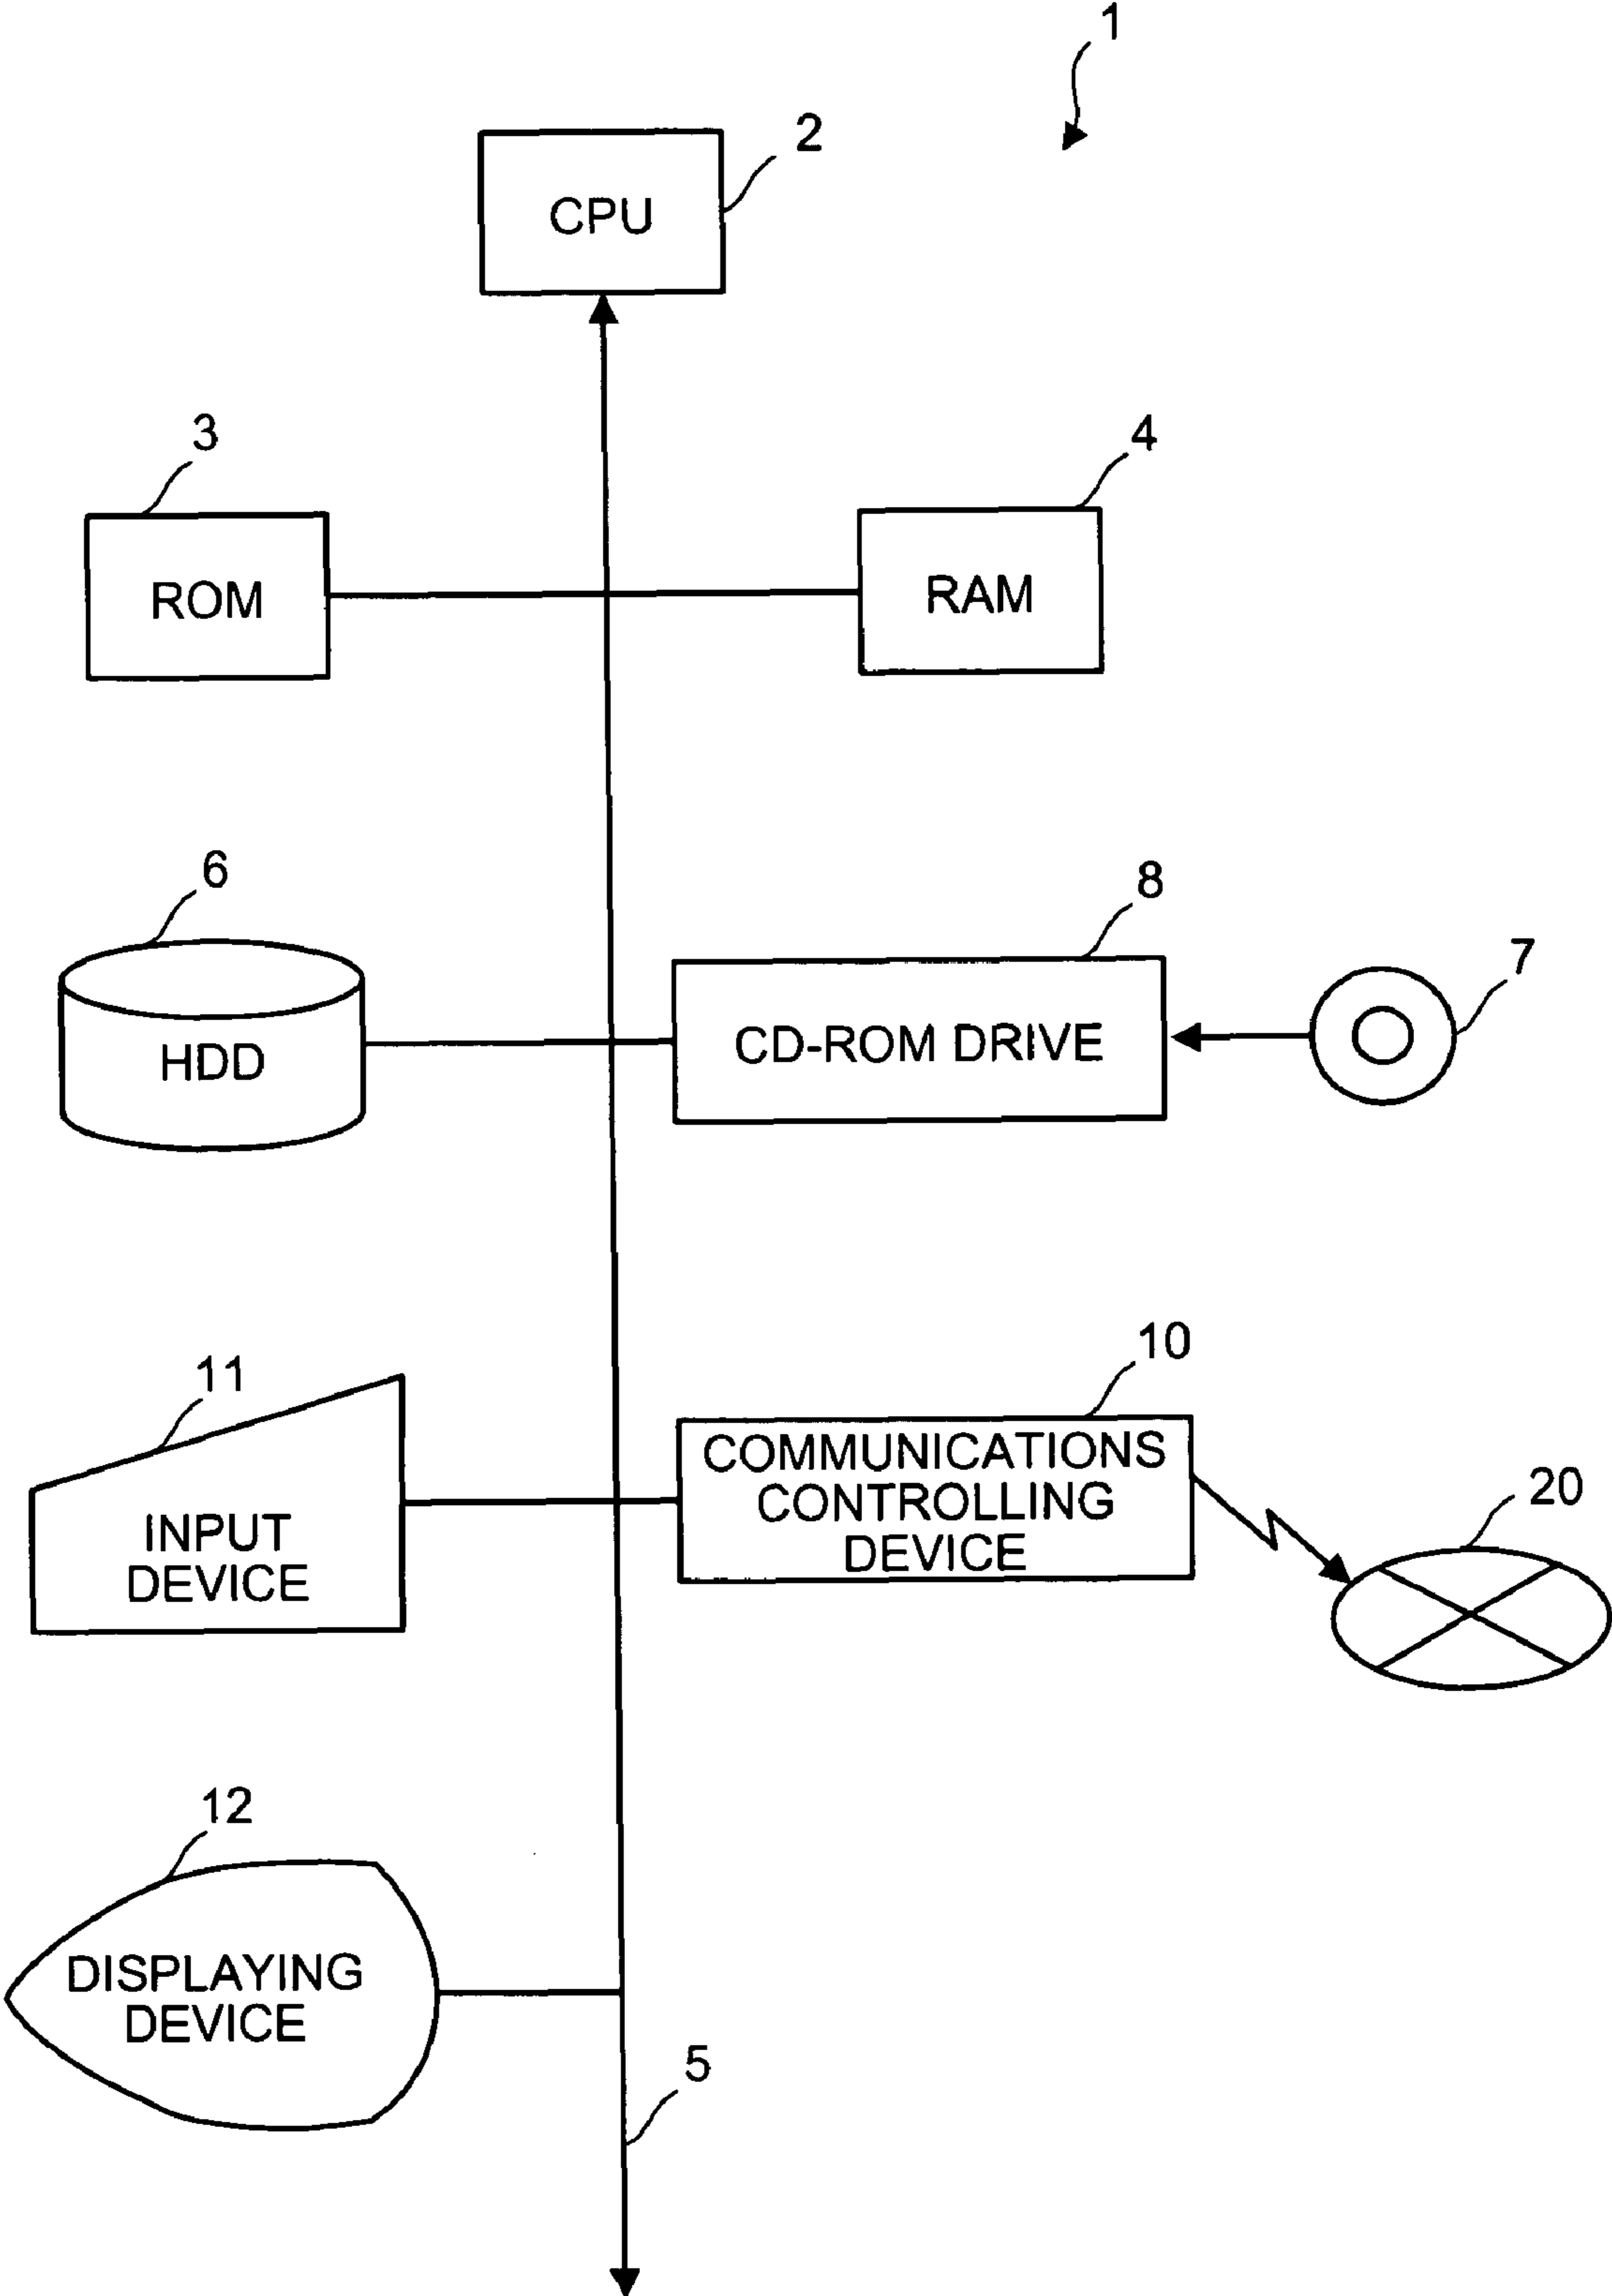 1
2
CPU
3
4
ROM
RAM
6
8
7
HDD
CD-ROM DRIVE
11
10
INPUT
DEVICE
COMMUNICATIONS
CONTROLLING
DEVICE
20
12
DISPLAYING
DEVICE
5